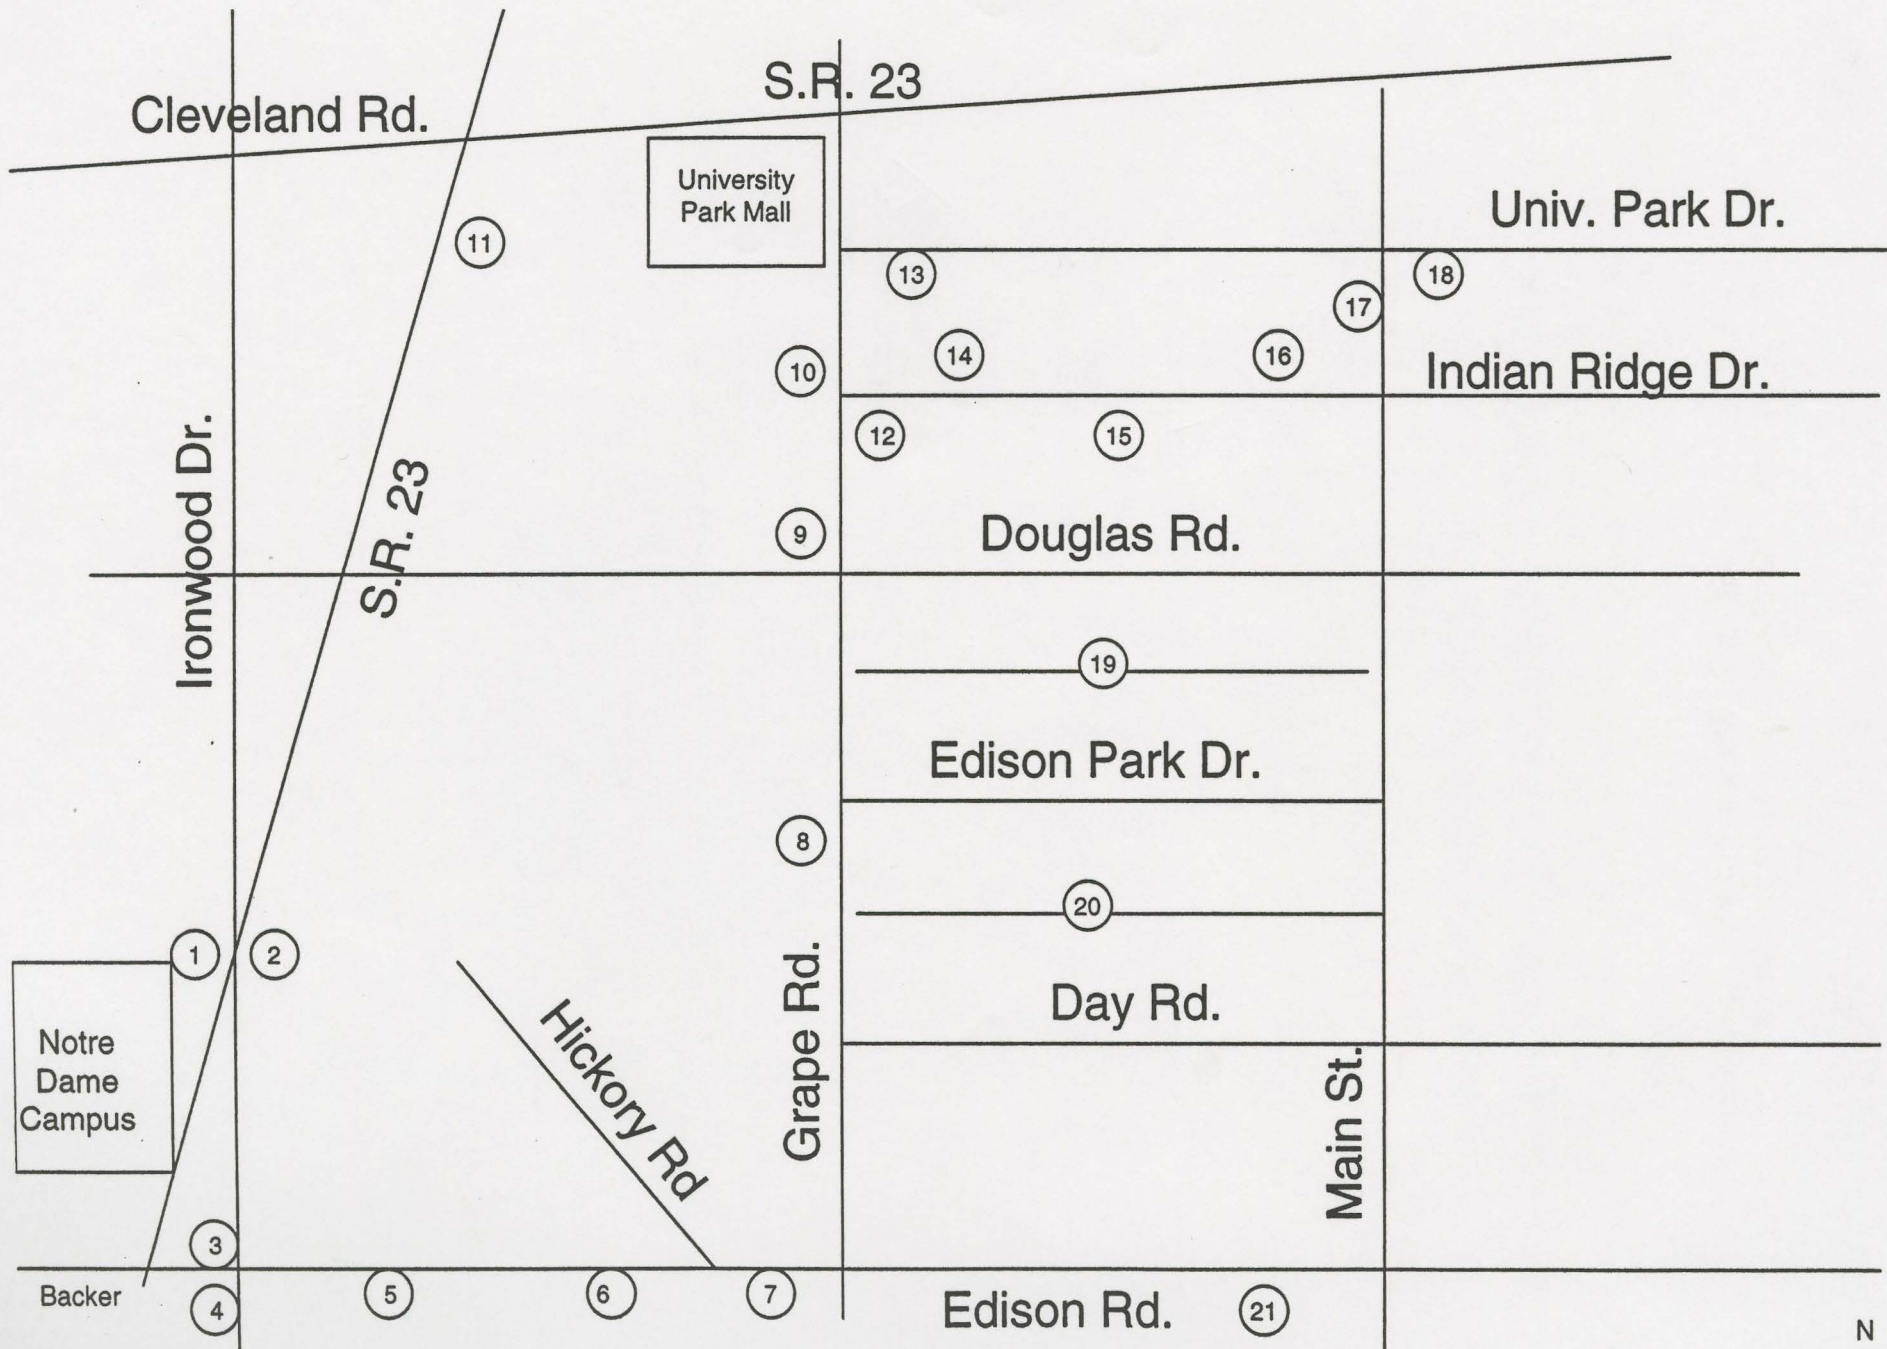 S.R. 23
Cleveland Rd.
University
Park Mall
Univ. Park Dr.
11
13
18
17
14
16
10
Indian Ridge Dr.
12
15
Ironwood Dr.
S.R. 23
9
Douglas Rd.
19
Edison Park Dr.
8
20
1
2
Grape Rd.
Day Rd.
Notre
Dame
Campus
Hickory Rd
Main St.
3
Backer
4
5
6
7
Edison Rd.
21
N